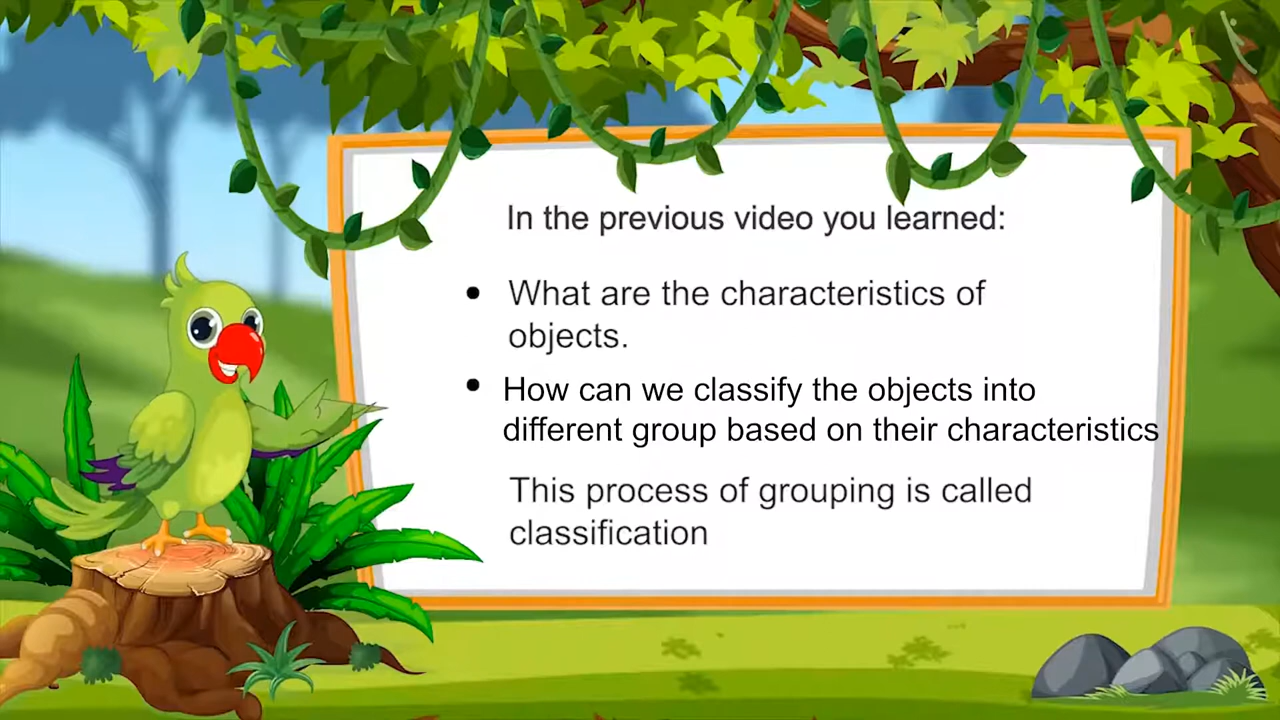 In the previous video you learned:
• What are the characteristics of
objects.
• How can we classify the objects into
different group based on their characteristics
This process of grouping is called
classification